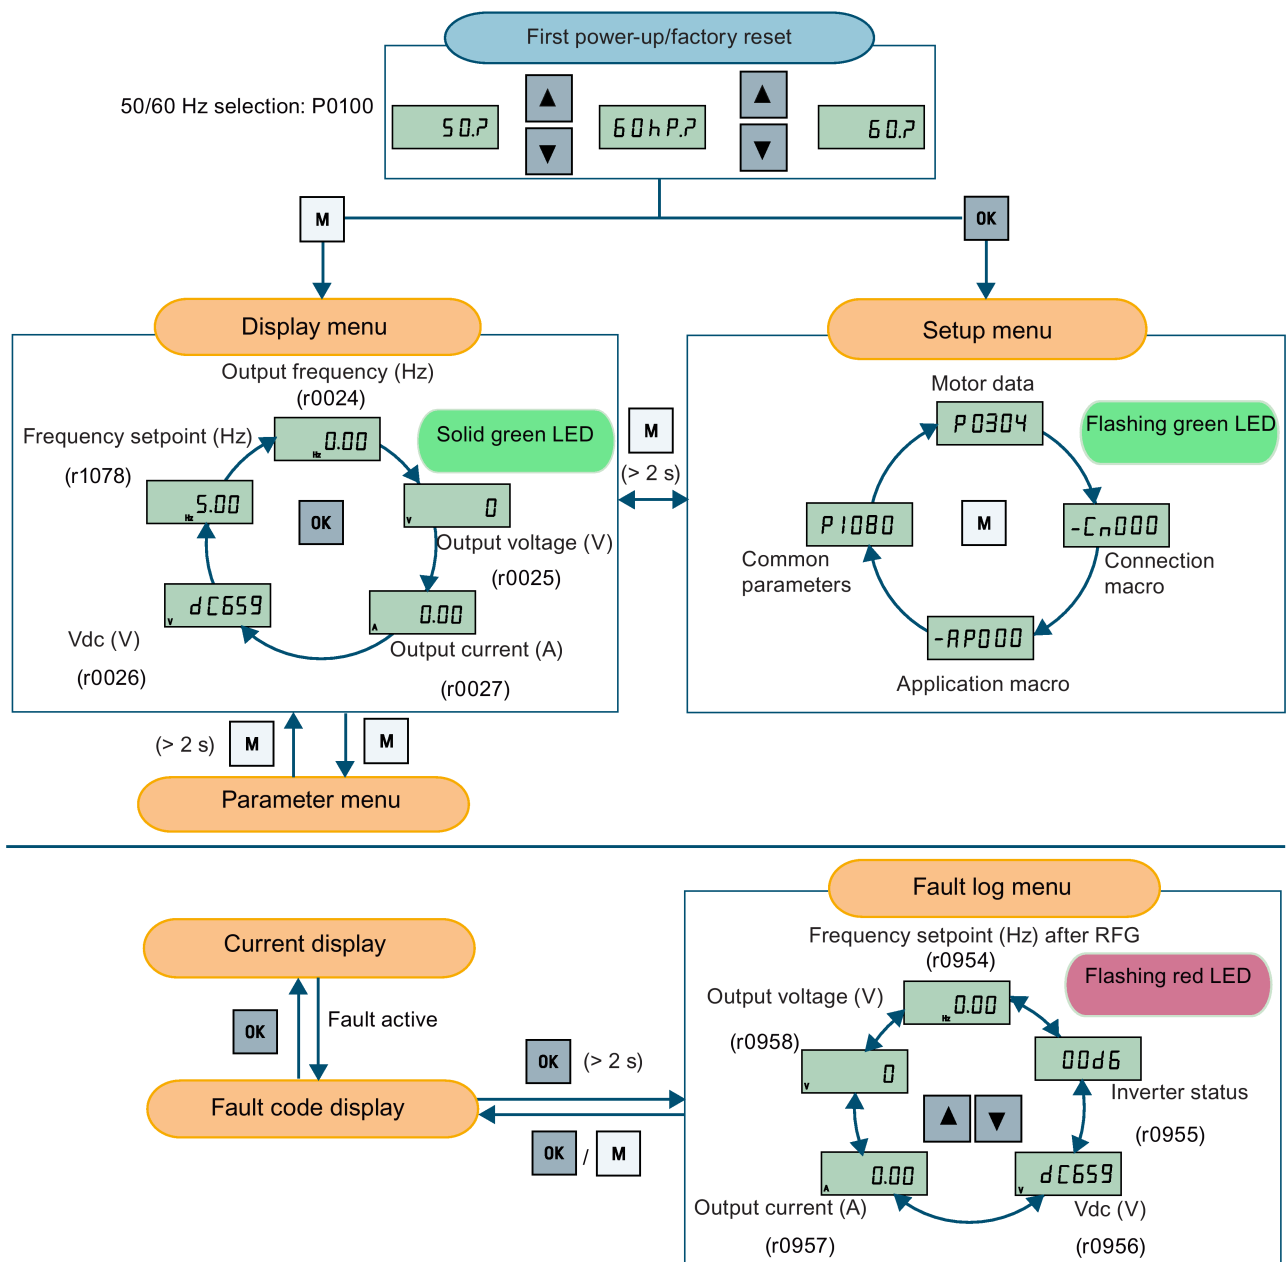 First power-up/factory reset
50/60 Hz selection: P0100
50.?
60hP.?
60.?
M
OK
Display menu
Output frequency (Hz)
(r0024)
Hz 0.00
Solid green LED
Frequency setpoint (Hz)
(r1078)
Hz 5.00
OK
V 0
Output voltage (V)
(r0025)
V dC659
A 0.00
Vdc (V)
(r0026)
Output current (A)
(r0027)
M
(> 2 s)
Setup menu
Motor data
P0304
Flashing green LED
P1080
M
-Cn000
Common
parameters
Connection
macro
-AP000
Application macro
(> 2 s)
M
M
Parameter menu
Current display
OK
Fault active
Fault code display
OK
(> 2 s)
OK
/
M
Fault log menu
Frequency setpoint (Hz) after RFG
(r0954)
Hz 0.00
Flashing red LED
Output voltage (V)
(r0958)
V 0
00d6
Inverter status
(r0955)
A 0.00
V dC659
Output current (A)
(r0957)
Vdc (V)
(r0956)